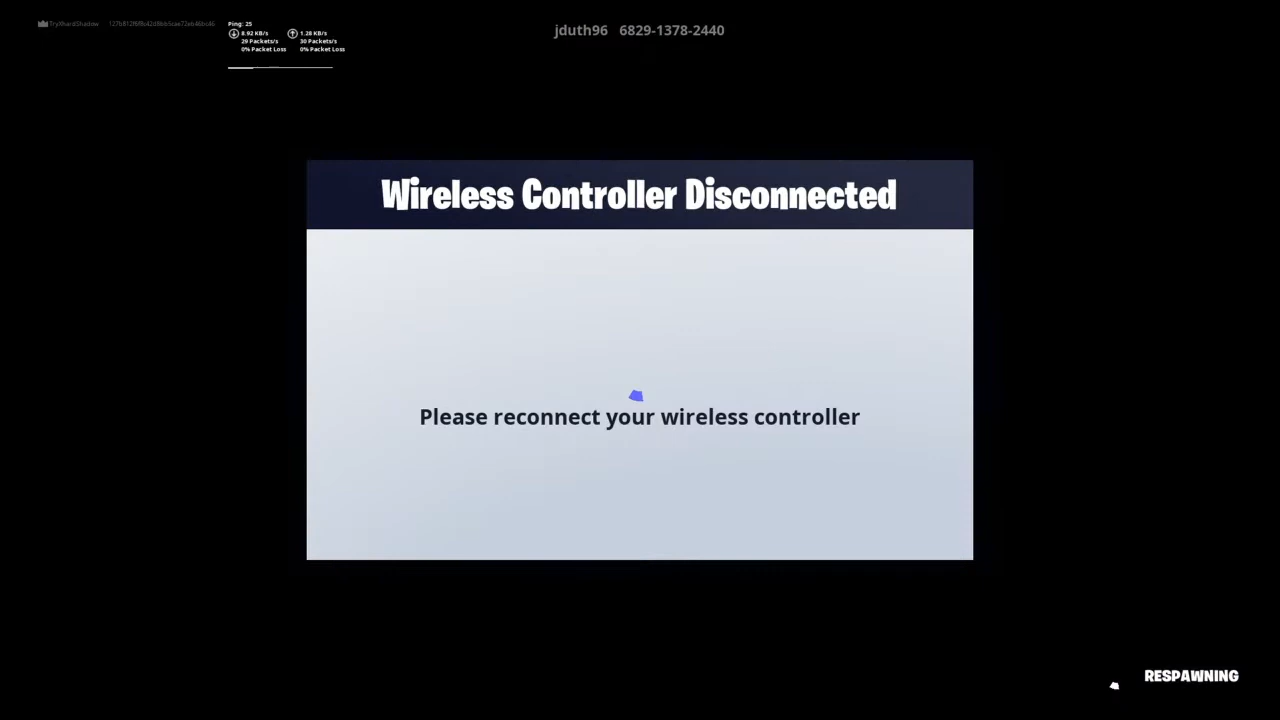 TryXhardShadow
Ping: 25
8.92 KB/s 1.28 KB/s
29 Packets/s 30 Packets/s
0% Packet Loss 0% Packet Loss
jduth96 6829-1378-2440
Wireless Controller Disconnected
Please reconnect your wireless controller
RESPAWNING